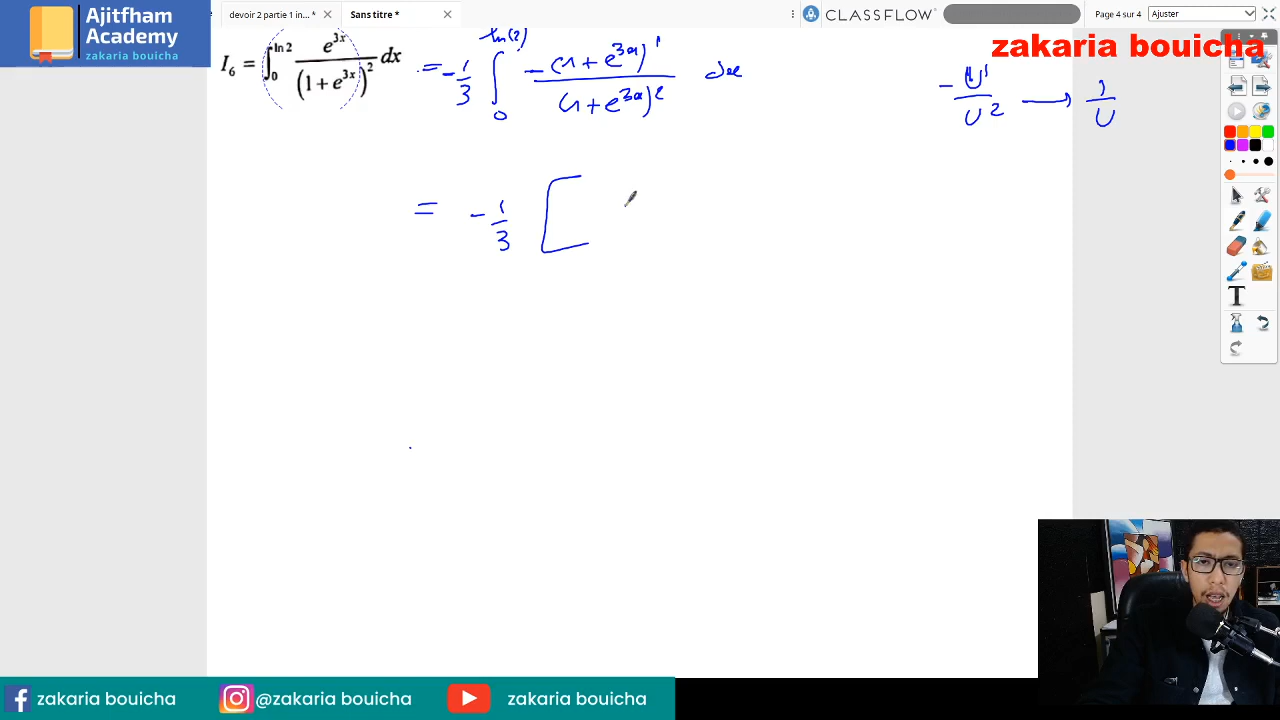 Ajitfham
Academy
zakaria bouicha
devoir 2 partie 1 in... * ×
Sans titre * ×
CLASSFLOW
Page 4 sur 4
Ajuster
zakaria bouicha
I₆ = ∫₀^{ln 2} e^{3x} / (1 + e^{3x})² dx = -1/3 ∫₀^{ln(2)} -(1 + e^{3x})' / (1 + e^{3x})² dx
-U'/U² → 1/U
= -1/3 [
T
zakaria bouicha
@zakaria bouicha
zakaria bouicha